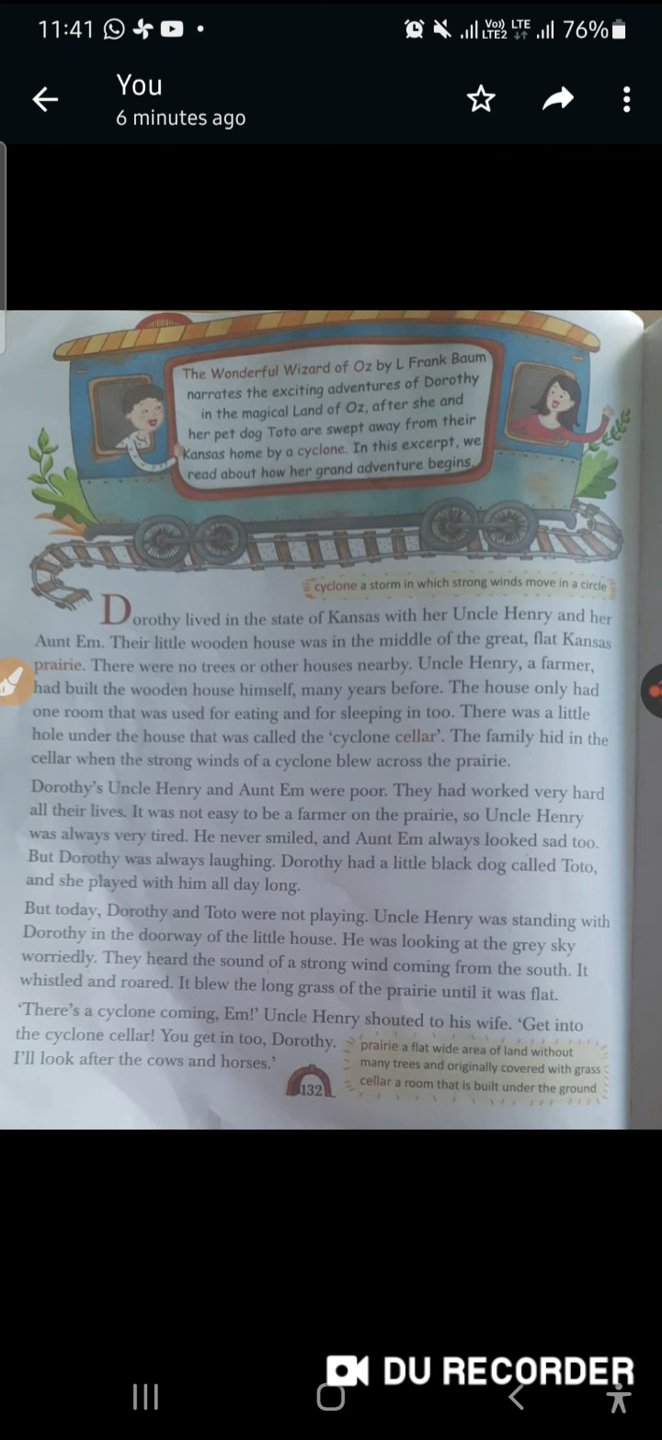 11:41
Vo)) LTE
LTE2
76%
You
6 minutes ago
The Wonderful Wizard of Oz by L Frank Baum
narrates the exciting adventures of Dorothy
in the magical Land of Oz, after she and
her pet dog Toto are swept away from their
Kansas home by a cyclone. In this excerpt, we
read about how her grand adventure begins.
cyclone a storm in which strong winds move in a circle
Dorothy lived in the state of Kansas with her Uncle Henry and her
Aunt Em. Their little wooden house was in the middle of the great, flat Kansas
prairie. There were no trees or other houses nearby. Uncle Henry, a farmer,
had built the wooden house himself, many years before. The house only had
one room that was used for eating and for sleeping in too. There was a little
hole under the house that was called the ‘cyclone cellar’. The family hid in the
cellar when the strong winds of a cyclone blew across the prairie.
Dorothy’s Uncle Henry and Aunt Em were poor. They had worked very hard
all their lives. It was not easy to be a farmer on the prairie, so Uncle Henry
was always very tired. He never smiled, and Aunt Em always looked sad too.
But Dorothy was always laughing. Dorothy had a little black dog called Toto,
and she played with him all day long.
But today, Dorothy and Toto were not playing. Uncle Henry was standing with
Dorothy in the doorway of the little house. He was looking at the grey sky
worriedly. They heard the sound of a strong wind coming from the south. It
whistled and roared. It blew the long grass of the prairie until it was flat.
‘There’s a cyclone coming, Em!’ Uncle Henry shouted to his wife. ‘Get into
the cyclone cellar! You get in too, Dorothy.
I’ll look after the cows and horses.’
prairie a flat wide area of land without
many trees and originally covered with grass
cellar a room that is built under the ground
132
DU RECORDER